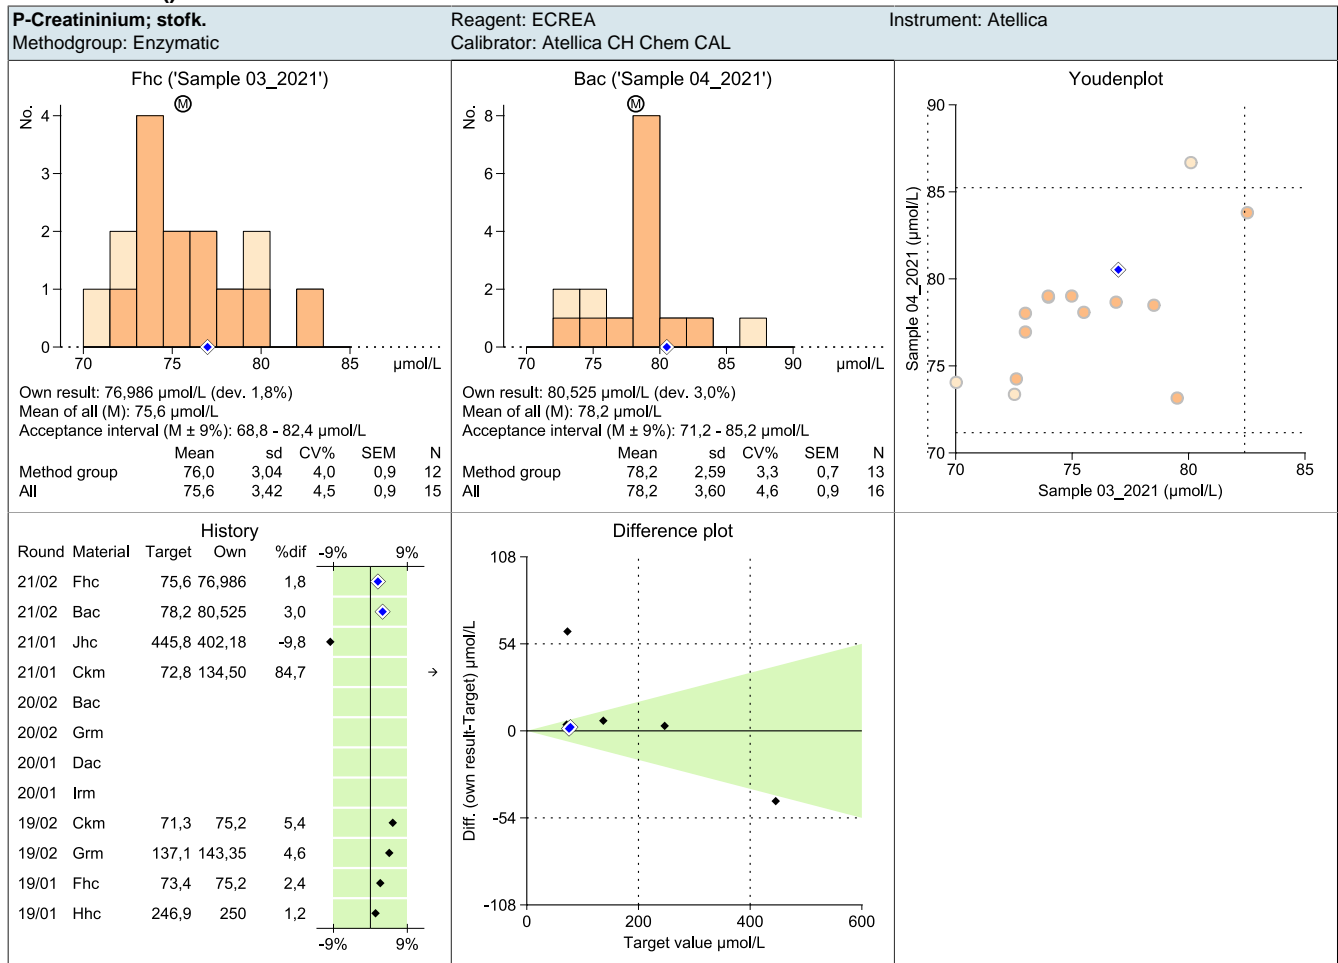 P-Creatininium; stofk.
Methodgroup: Enzymatic
Reagent: ECREA
Calibrator: Atellica CH Chem CAL
Instrument: Atellica
Fhc ('Sample 03_2021')
No.
M
4
3
2
1
0
70 75 80 85
µmol/L
Own result: 76,986 µmol/L (dev. 1,8%)
Mean of all (M): 75,6 µmol/L
Acceptance interval (M ± 9%): 68,8 - 82,4 µmol/L
Mean sd CV% SEM N
Method group 76,0 3,04 4,0 0,9 12
All 75,6 3,42 4,5 0,9 15
Bac ('Sample 04_2021')
No.
M
8
6
4
2
0
70 75 80 85 90
µmol/L
Own result: 80,525 µmol/L (dev. 3,0%)
Mean of all (M): 78,2 µmol/L
Acceptance interval (M ± 9%): 71,2 - 85,2 µmol/L
Mean sd CV% SEM N
Method group 78,2 2,59 3,3 0,7 13
All 78,2 3,60 4,6 0,9 16
Youdenplot
Sample 04_2021 (µmol/L)
90
85
80
75
70
70 75 80 85
Sample 03_2021 (µmol/L)
History
Round Material Target Own %dif -9% 9%
21/02 Fhc 75,6 76,986 1,8
21/02 Bac 78,2 80,525 3,0
21/01 Jhc 445,8 402,18 -9,8
21/01 Ckm 72,8 134,50 84,7 →
20/02 Bac
20/02 Grm
20/01 Dac
20/01 Irm
19/02 Ckm 71,3 75,2 5,4
19/02 Grm 137,1 143,35 4,6
19/01 Fhc 73,4 75,2 2,4
19/01 Hhc 246,9 250 1,2
-9% 9%
Difference plot
Diff. (own result-Target) µmol/L
108
54
0
-54
-108
0 200 400 600
Target value µmol/L